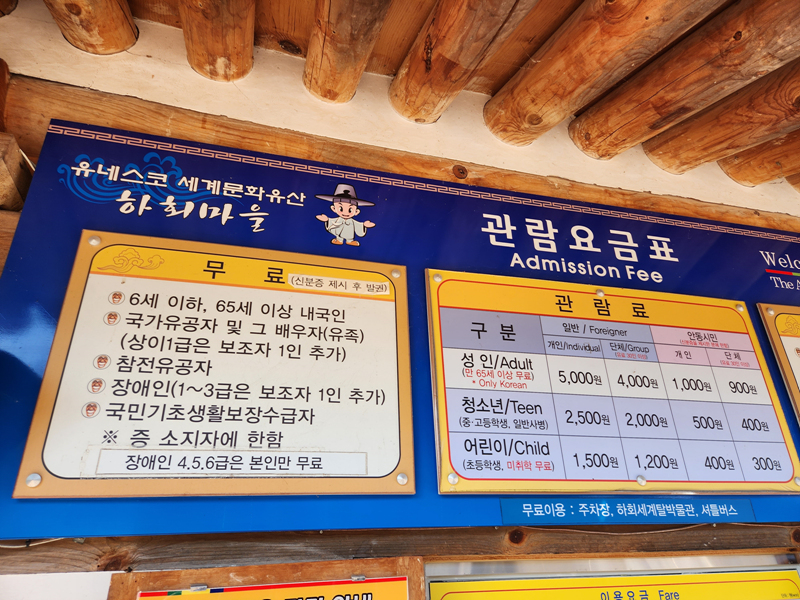 유네스코 세계문화유산
하회마을
관람요금표
Admission Fee
Welc
The A
무 료 (신분증 제시 후 발권)
6세 이하, 65세 이상 내국인
국가유공자 및 그 배우자(유족)
(상이1급은 보조자 1인 추가)
참전유공자
장애인(1~3급은 보조자 1인 추가)
국민기초생활보장수급자
※ 증 소지자에 한함
장애인 4,5,6급은 본인만 무료
관 람 료
구 분 일반 / Foreigner 안동시민
개인/Individual 단체/Group 개 인 단 체
성 인/Adult 5,000원 4,000원 1,000원 900원
(만 65세 이상 무료)
* Only Korean
청소년/Teen 2,500원 2,000원 500원 400원
(중·고등학생, 일반사병)
어린이/Child 1,500원 1,200원 400원 300원
(초등학생, 미취학 무료)
무료이용 : 주차장, 하회세계탈박물관, 셔틀버스
이용요금 Fare